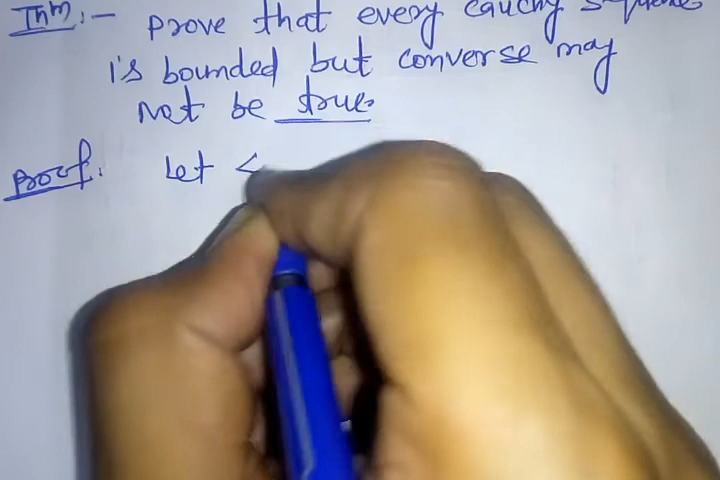 Thm:- Prove that every cauchy
is bounded but converse may
not be true
Proof. Let <